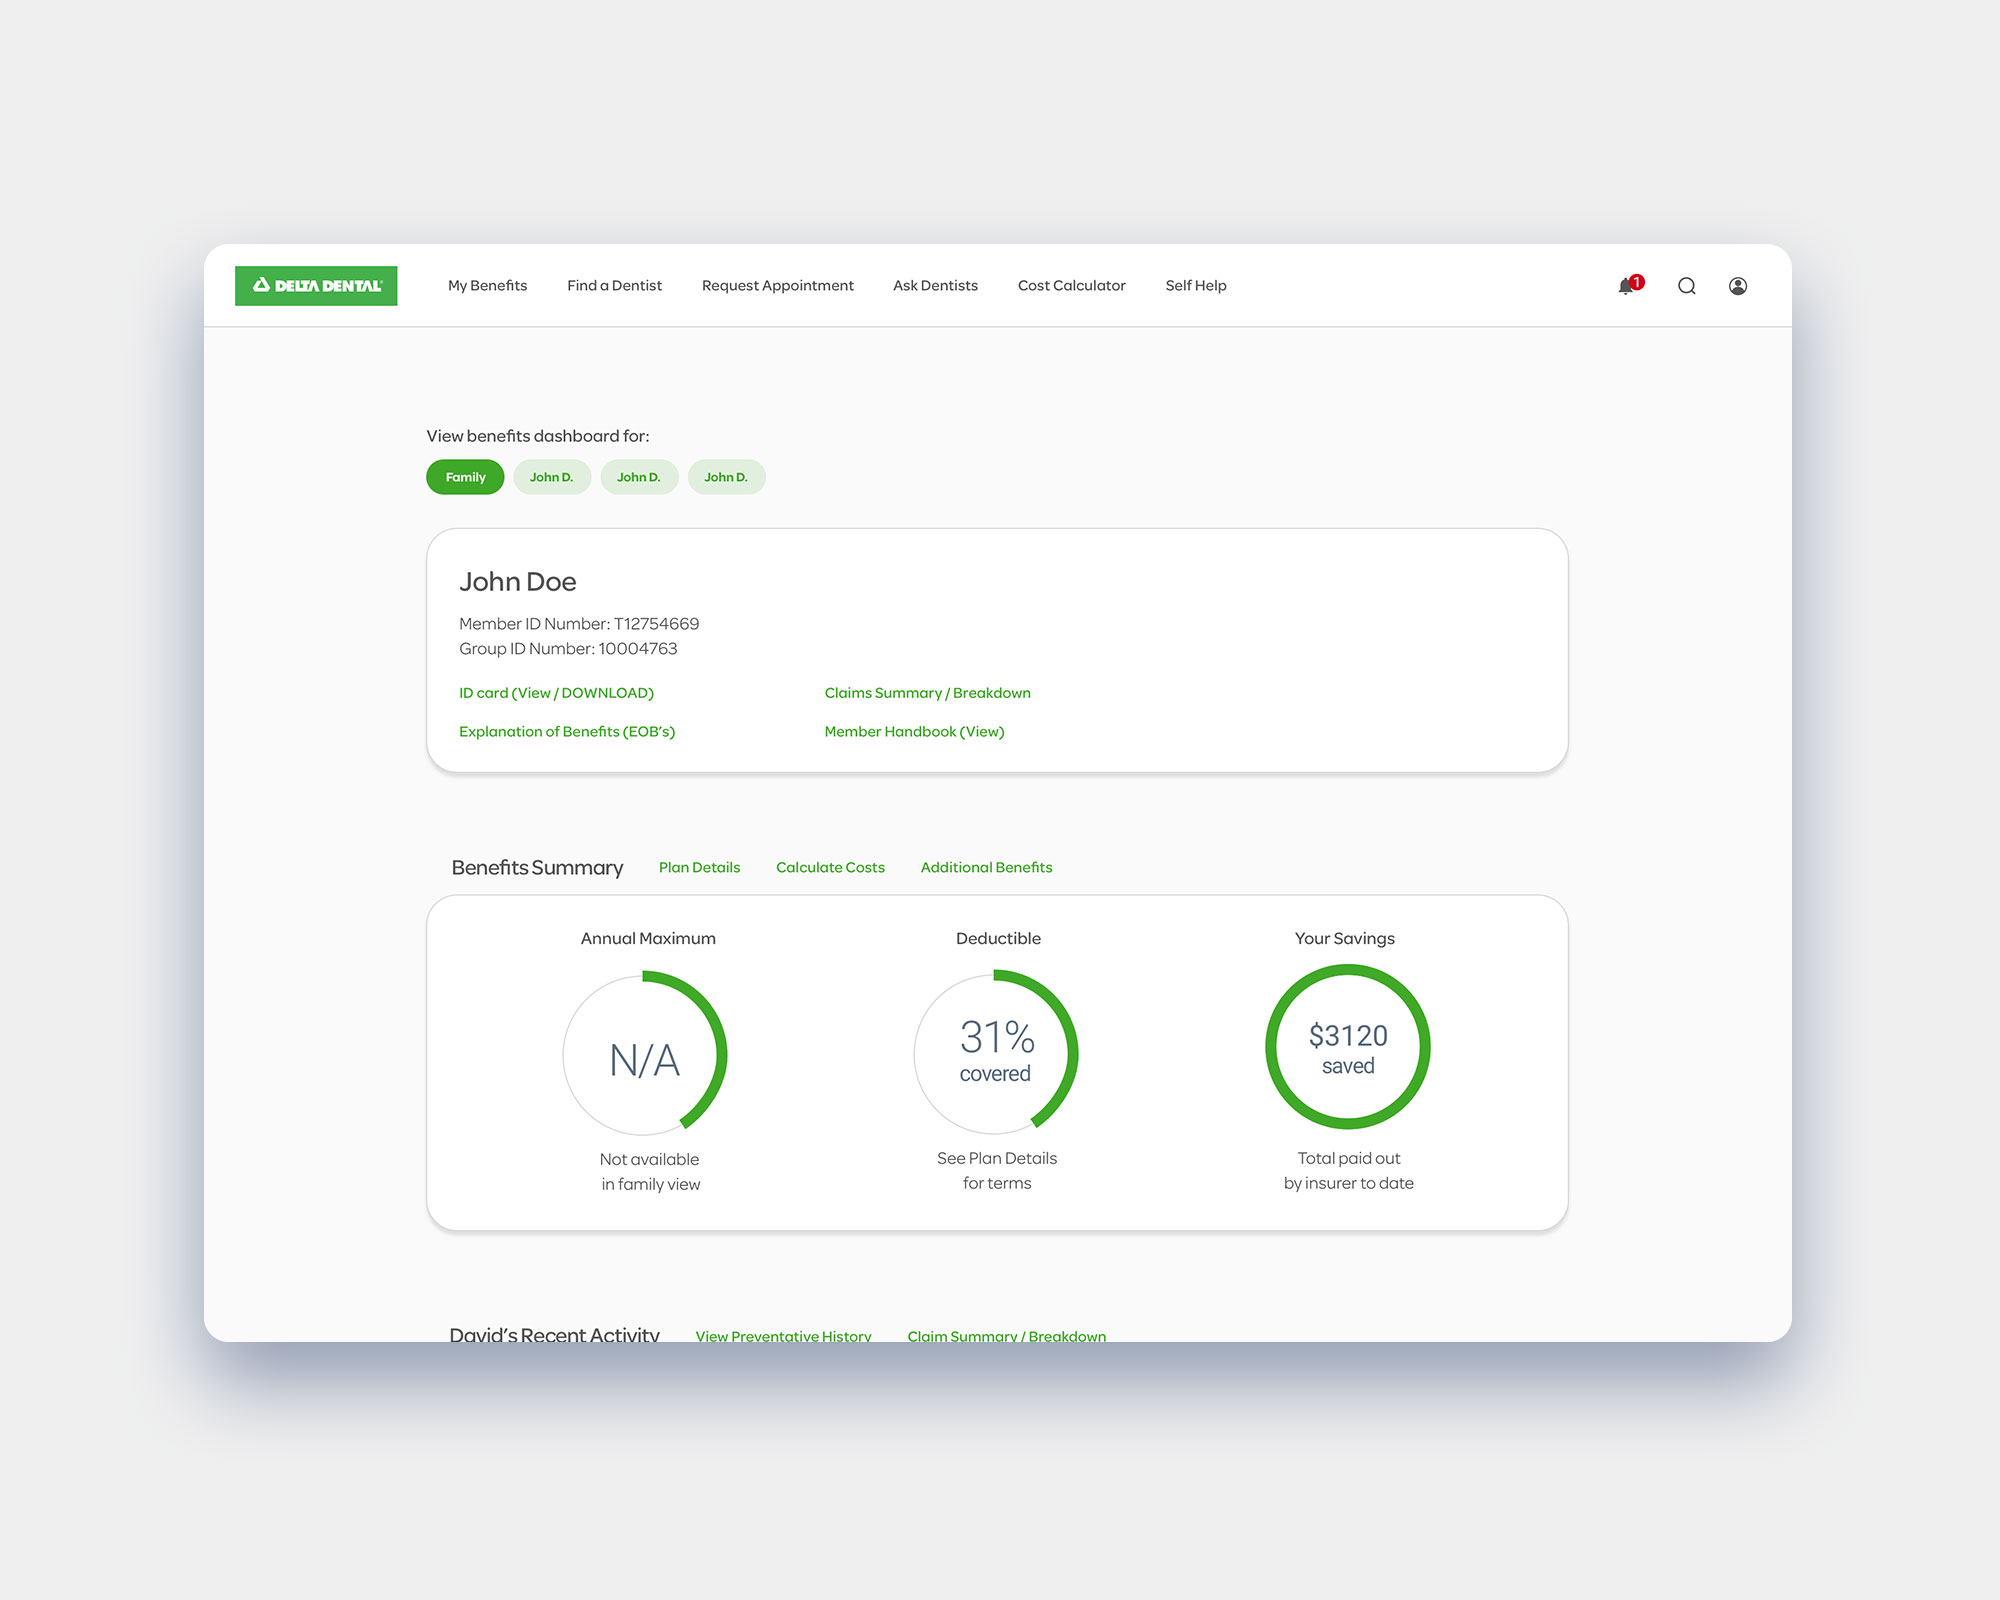 DELTA DENTAL
My Benefits
Find a Dentist
Request Appointment
Ask Dentists
Cost Calculator
Self Help
1
View benefits dashboard for:
Family
John D.
John D.
John D.
John Doe
Member ID Number: T12754669
Group ID Number: 10004763
ID card (View / DOWNLOAD)
Claims Summary / Breakdown
Explanation of Benefits (EOB's)
Member Handbook (View)
Benefits Summary
Plan Details
Calculate Costs
Additional Benefits
Annual Maximum
N/A
Not available
in family view
Deductible
31%
covered
See Plan Details
for terms
Your Savings
$3120
saved
Total paid out
by insurer to date
David's Recent Activity
View Preventative History
Claim Summary / Breakdown